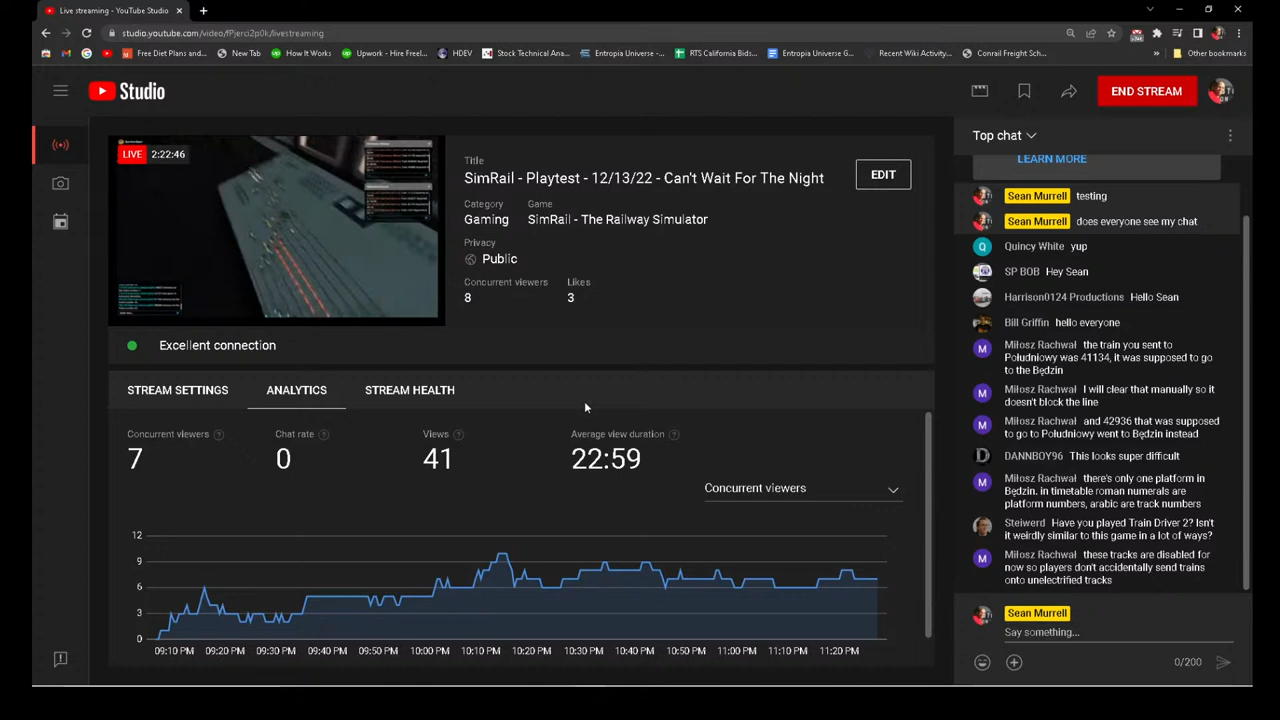 Live streaming - YouTube Studio
studio.youtube.com/video/fPjerci2p0k/livestreaming
Free Diet Plans and...
New Tab
How It Works
Upwork - Hire Freel...
HDEV
Stock Technical Ana...
Entropia Universe -...
RTS California Bids...
Entropia Universe G...
Recent Wiki Activity...
Conrail Freight Sch...
Other bookmarks
Studio
END STREAM
LIVE 2:22:46
Title
SimRail - Playtest - 12/13/22 - Can't Wait For The Night
EDIT
Category
Game
Gaming
SimRail - The Railway Simulator
Privacy
Public
Concurrent viewers
Likes
8
3
Excellent connection
STREAM SETTINGS
ANALYTICS
STREAM HEALTH
Concurrent viewers
Chat rate
Views
Average view duration
7
0
41
22:59
Concurrent viewers
12
9
6
3
0
09:10 PM 09:20 PM 09:30 PM 09:40 PM 09:50 PM 10:00 PM 10:10 PM 10:20 PM 10:30 PM 10:40 PM 10:50 PM 11:00 PM 11:10 PM 11:20 PM
Top chat
LEARN MORE
Sean Murrell testing
Sean Murrell does everyone see my chat
Quincy White yup
SP BOB Hey Sean
Harrison0124 Productions Hello Sean
Bill Griffin hello everyone
Miłosz Rachwał the train you sent to
Południowy was 41134, it was supposed to go
to the Będzin
Miłosz Rachwał I will clear that manually so it
doesn't block the line
Miłosz Rachwał and 42936 that was supposed
to go to Południowy went to Będzin instead
DANNBOY96 This looks super difficult
Miłosz Rachwał there's only one platform in
Będzin. in timetable roman numerals are
platform numbers, arabic are track numbers
Steiwerd Have you played Train Driver 2? Isn't
it weirdly similar to this game in a lot of ways?
Miłosz Rachwał these tracks are disabled for
now so players don't accidentally send trains
onto unelectrified tracks
Sean Murrell
Say something...
0/200